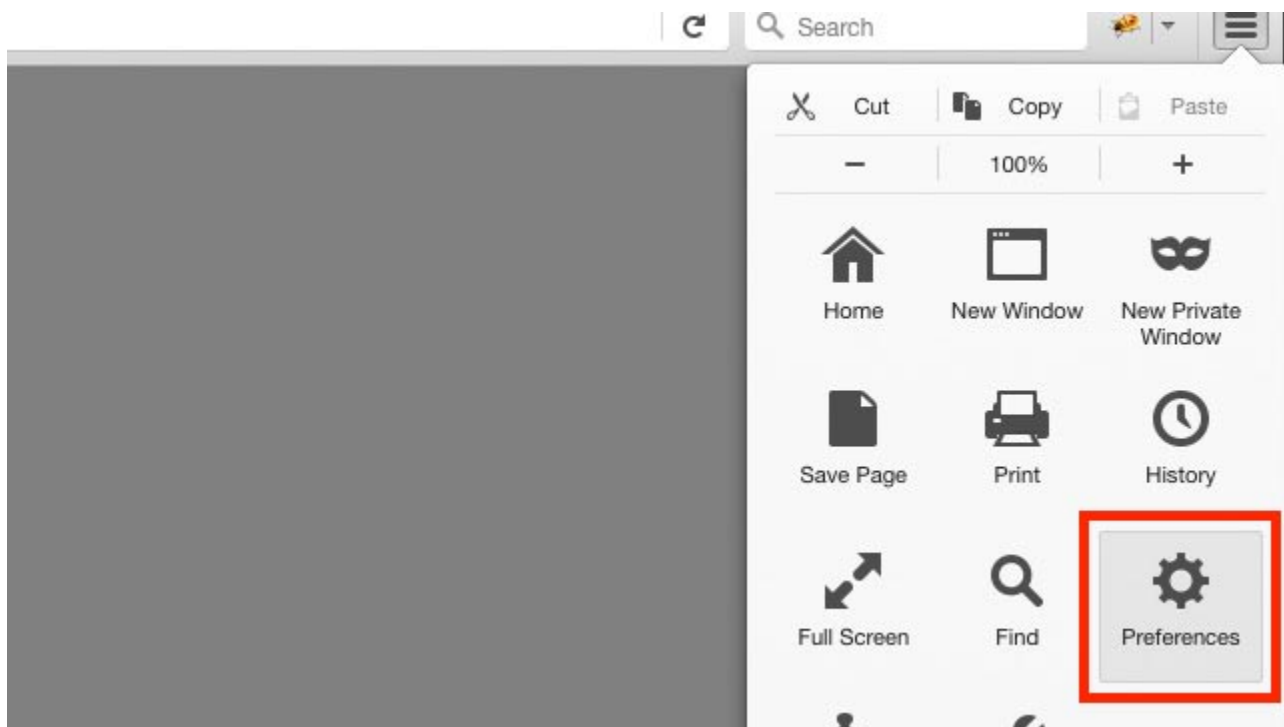 Search
Cut Copy Paste
− 100% +
Home New Window New Private
Window
Save Page Print History
Full Screen Find Preferences